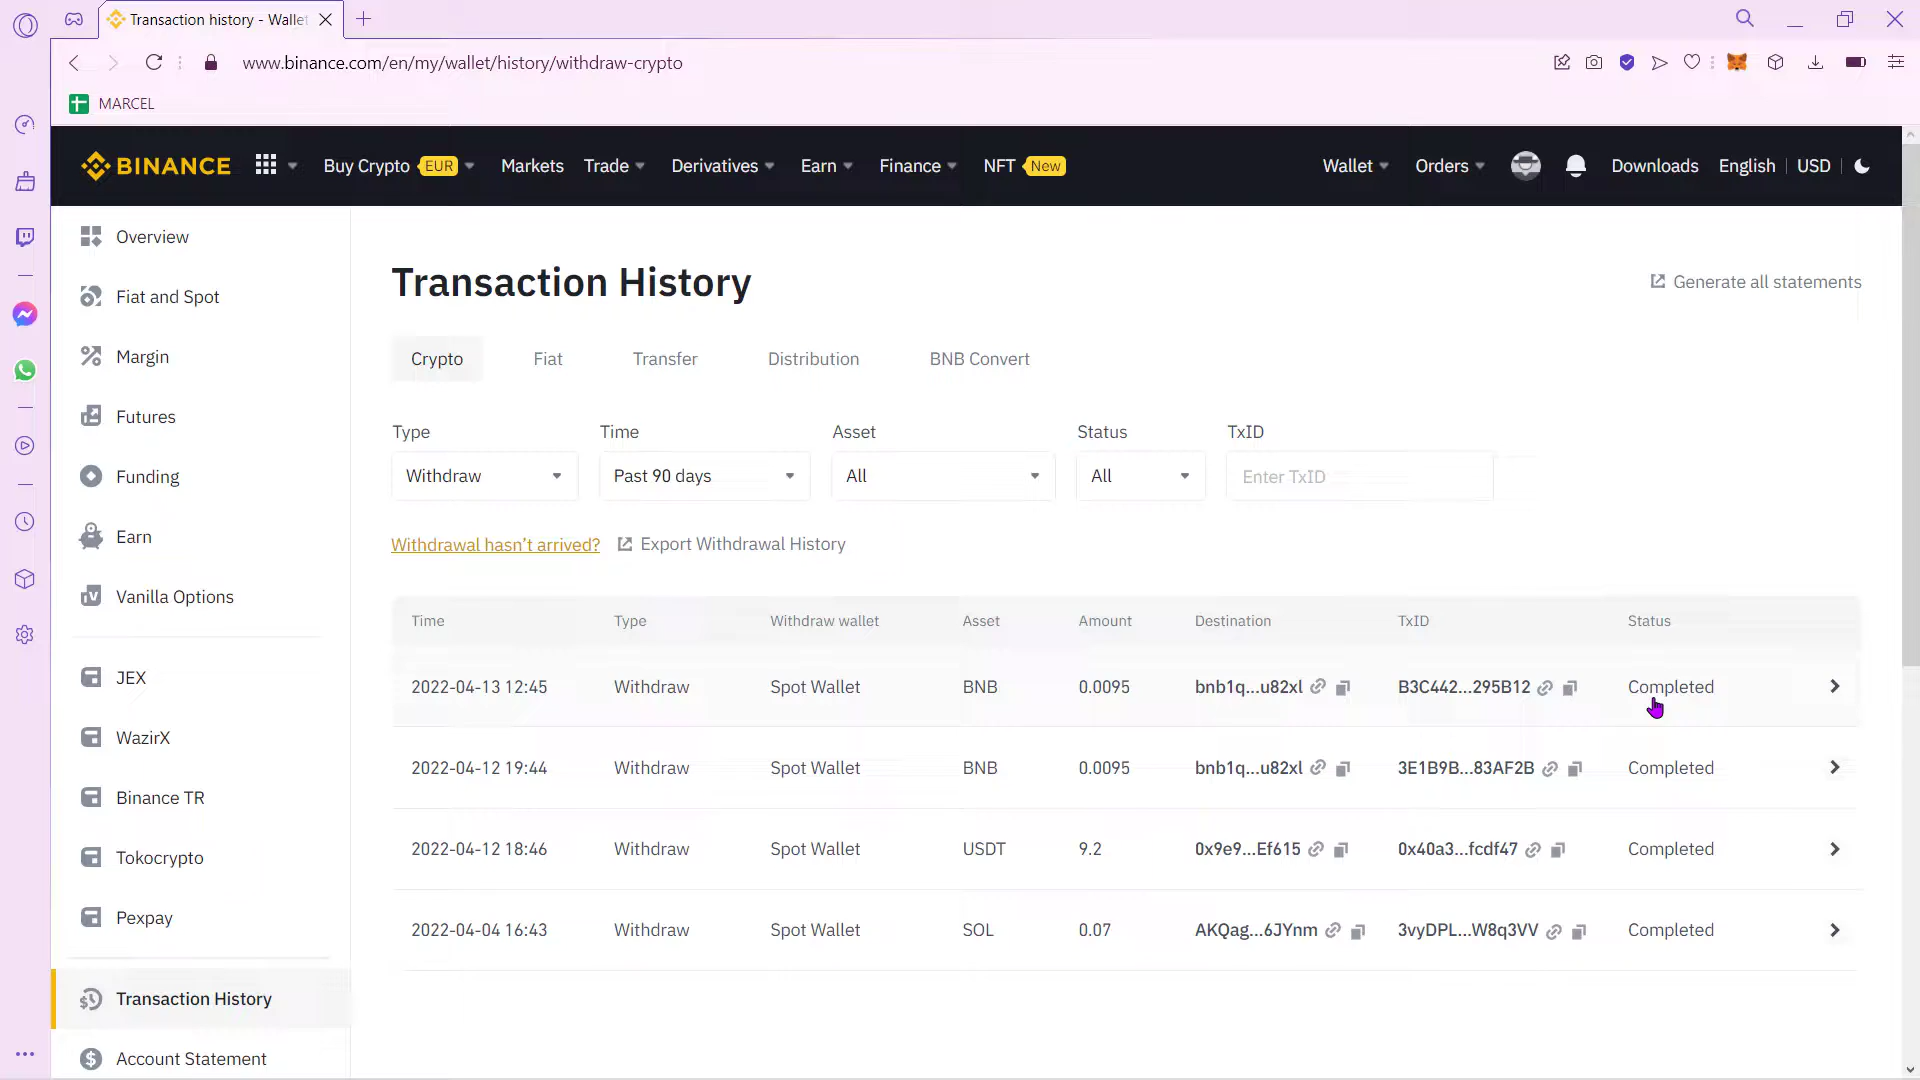 Transaction history - Walle
www.binance.com/en/my/wallet/history/withdraw-crypto
MARCEL
BINANCE Buy Crypto EUR Markets Trade Derivatives Earn Finance NFT New Wallet Orders Downloads English USD
Overview
Fiat and Spot
Margin
Futures
Funding
Earn
Vanilla Options
JEX
WazirX
Binance TR
Tokocrypto
Pexpay
Transaction History
Account Statement
Transaction History
Generate all statements
Crypto Fiat Transfer Distribution BNB Convert
Type Time Asset Status TxID
Withdraw Past 90 days All All Enter TxID
Withdrawal hasn't arrived? Export Withdrawal History
Time Type Withdraw wallet Asset Amount Destination TxID Status
2022-04-13 12:45 Withdraw Spot Wallet BNB 0.0095 bnb1q...u82xl B3C442...295B12 Completed
2022-04-12 19:44 Withdraw Spot Wallet BNB 0.0095 bnb1q...u82xl 3E1B9B...83AF2B Completed
2022-04-12 18:46 Withdraw Spot Wallet USDT 9.2 0x9e9...Ef615 0x40a3...fcdf47 Completed
2022-04-04 16:43 Withdraw Spot Wallet SOL 0.07 AKQag...6JYnm 3vyDPL...W8q3VV Completed